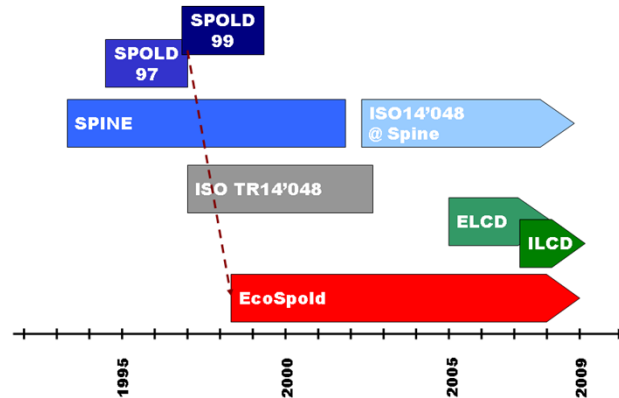 SPOLD
99
SPOLD
97
SPINE
ISO14'048
@ Spine
ISO TR14'048
ELCD
ILCD
EcoSpold
1995
2000
2005
2009